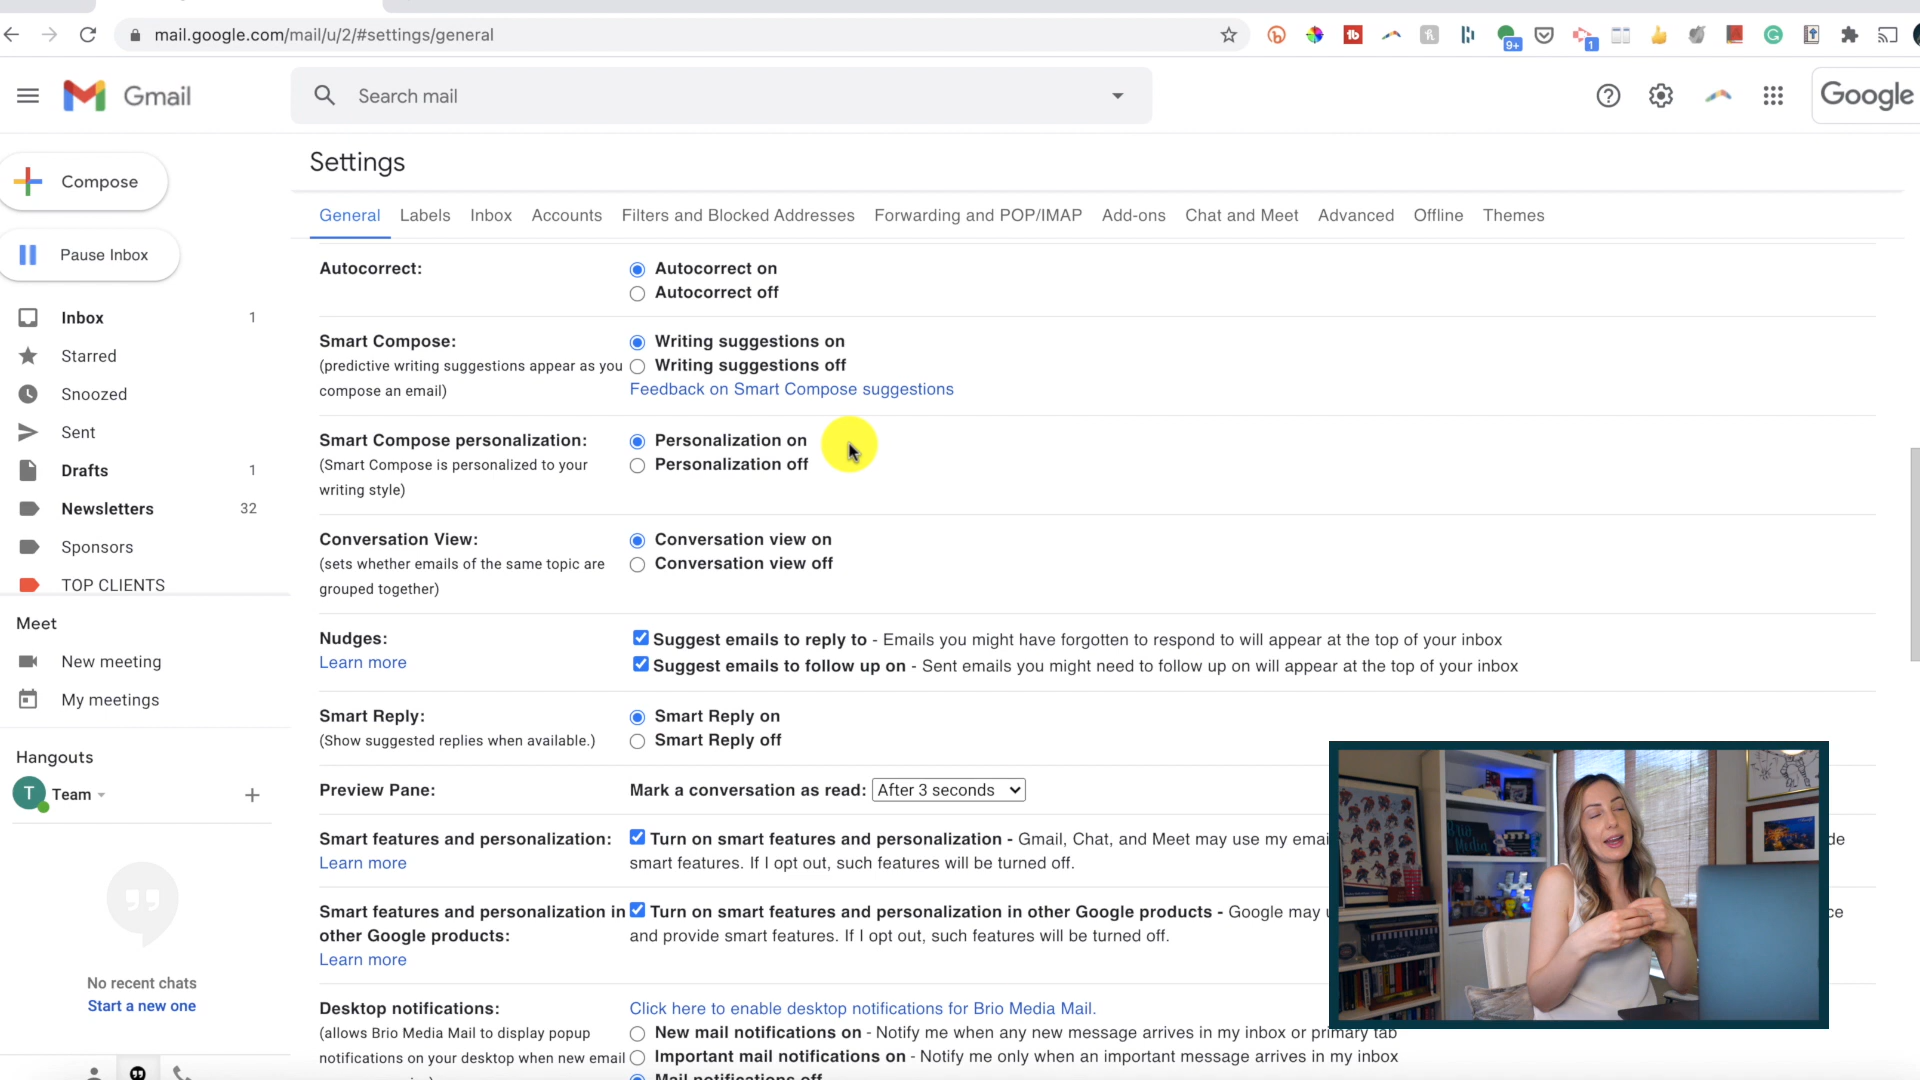 mail.google.com/mail/u/2/#settings/general
9+
1
Gmail
Search mail
Google
Compose
Pause Inbox
Inbox 1
Starred
Snoozed
Sent
Drafts 1
Newsletters 32
Sponsors
TOP CLIENTS
Meet
New meeting
My meetings
Hangouts
T Team
No recent chats
Start a new one
Settings
General Labels Inbox Accounts Filters and Blocked Addresses Forwarding and POP/IMAP Add-ons Chat and Meet Advanced Offline Themes
Autocorrect:
Autocorrect on
Autocorrect off
Smart Compose:
(predictive writing suggestions appear as you
compose an email)
Writing suggestions on
Writing suggestions off
Feedback on Smart Compose suggestions
Smart Compose personalization:
(Smart Compose is personalized to your
writing style)
Personalization on
Personalization off
Conversation View:
(sets whether emails of the same topic are
grouped together)
Conversation view on
Conversation view off
Nudges:
Learn more
Suggest emails to reply to - Emails you might have forgotten to respond to will appear at the top of your inbox
Suggest emails to follow up on - Sent emails you might need to follow up on will appear at the top of your inbox
Smart Reply:
(Show suggested replies when available.)
Smart Reply on
Smart Reply off
Preview Pane:
Mark a conversation as read: After 3 seconds
Smart features and personalization:
Learn more
Turn on smart features and personalization - Gmail, Chat, and Meet may use my emai
de
smart features. If I opt out, such features will be turned off.
Smart features and personalization in
other Google products:
Learn more
Turn on smart features and personalization in other Google products - Google may
ce
and provide smart features. If I opt out, such features will be turned off.
Desktop notifications:
(allows Brio Media Mail to display popup
notifications on your desktop when new email
Click here to enable desktop notifications for Brio Media Mail.
New mail notifications on - Notify me when any new message arrives in my inbox or primary tab
Important mail notifications on - Notify me only when an important message arrives in my inbox
Mail notifications off
Brio
Media